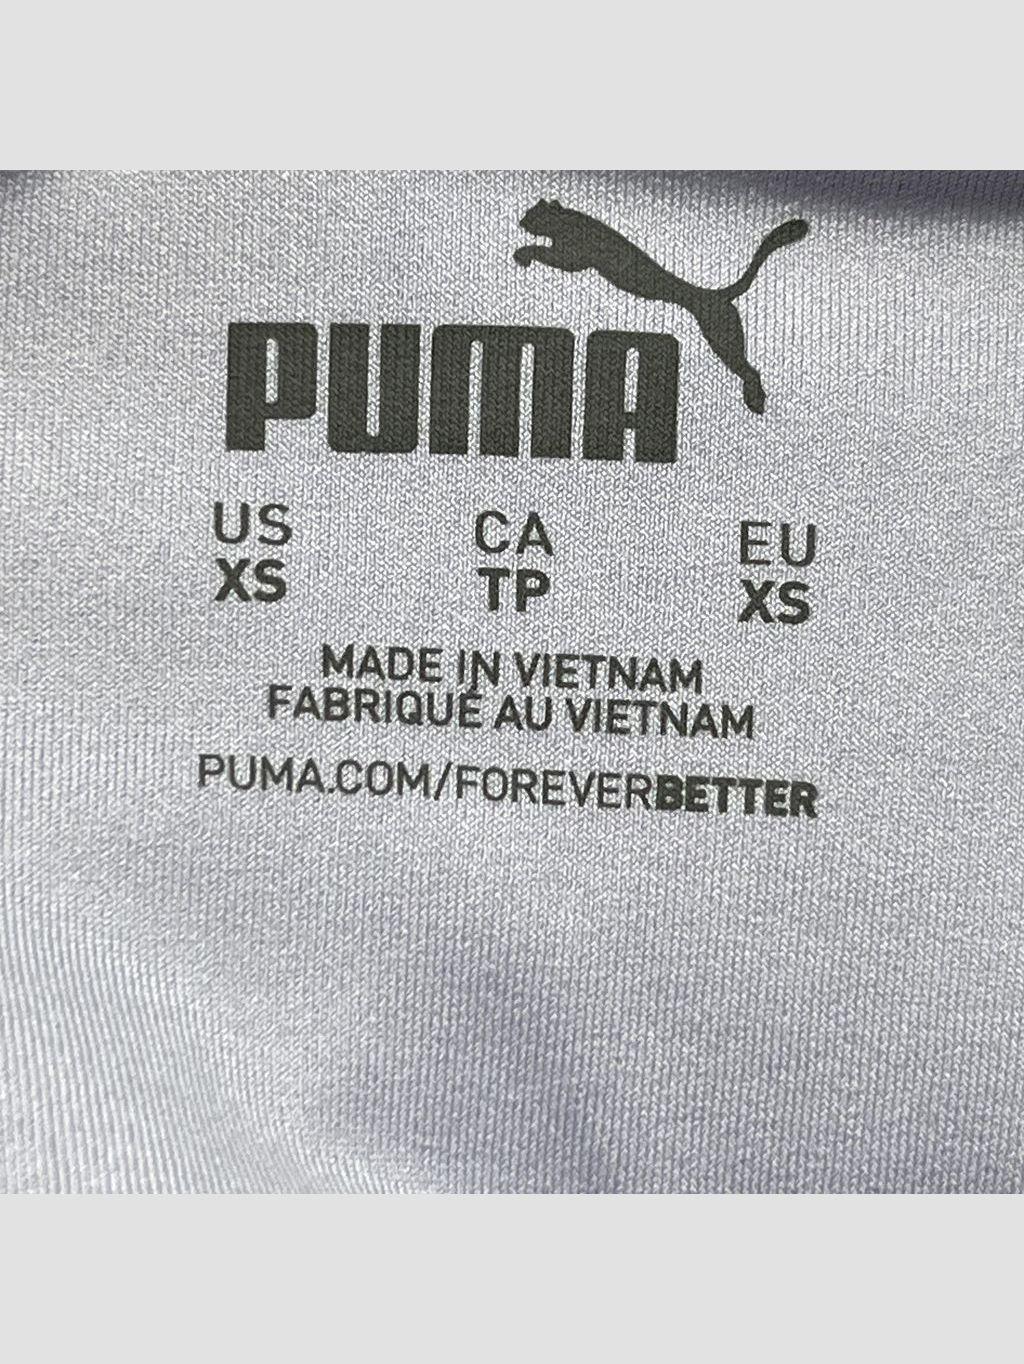 PUMA
US CA EU
XS TP XS
MADE IN VIETNAM
FABRIQUÉ AU VIETNAM
PUMA.COM/FOREVERBETTER